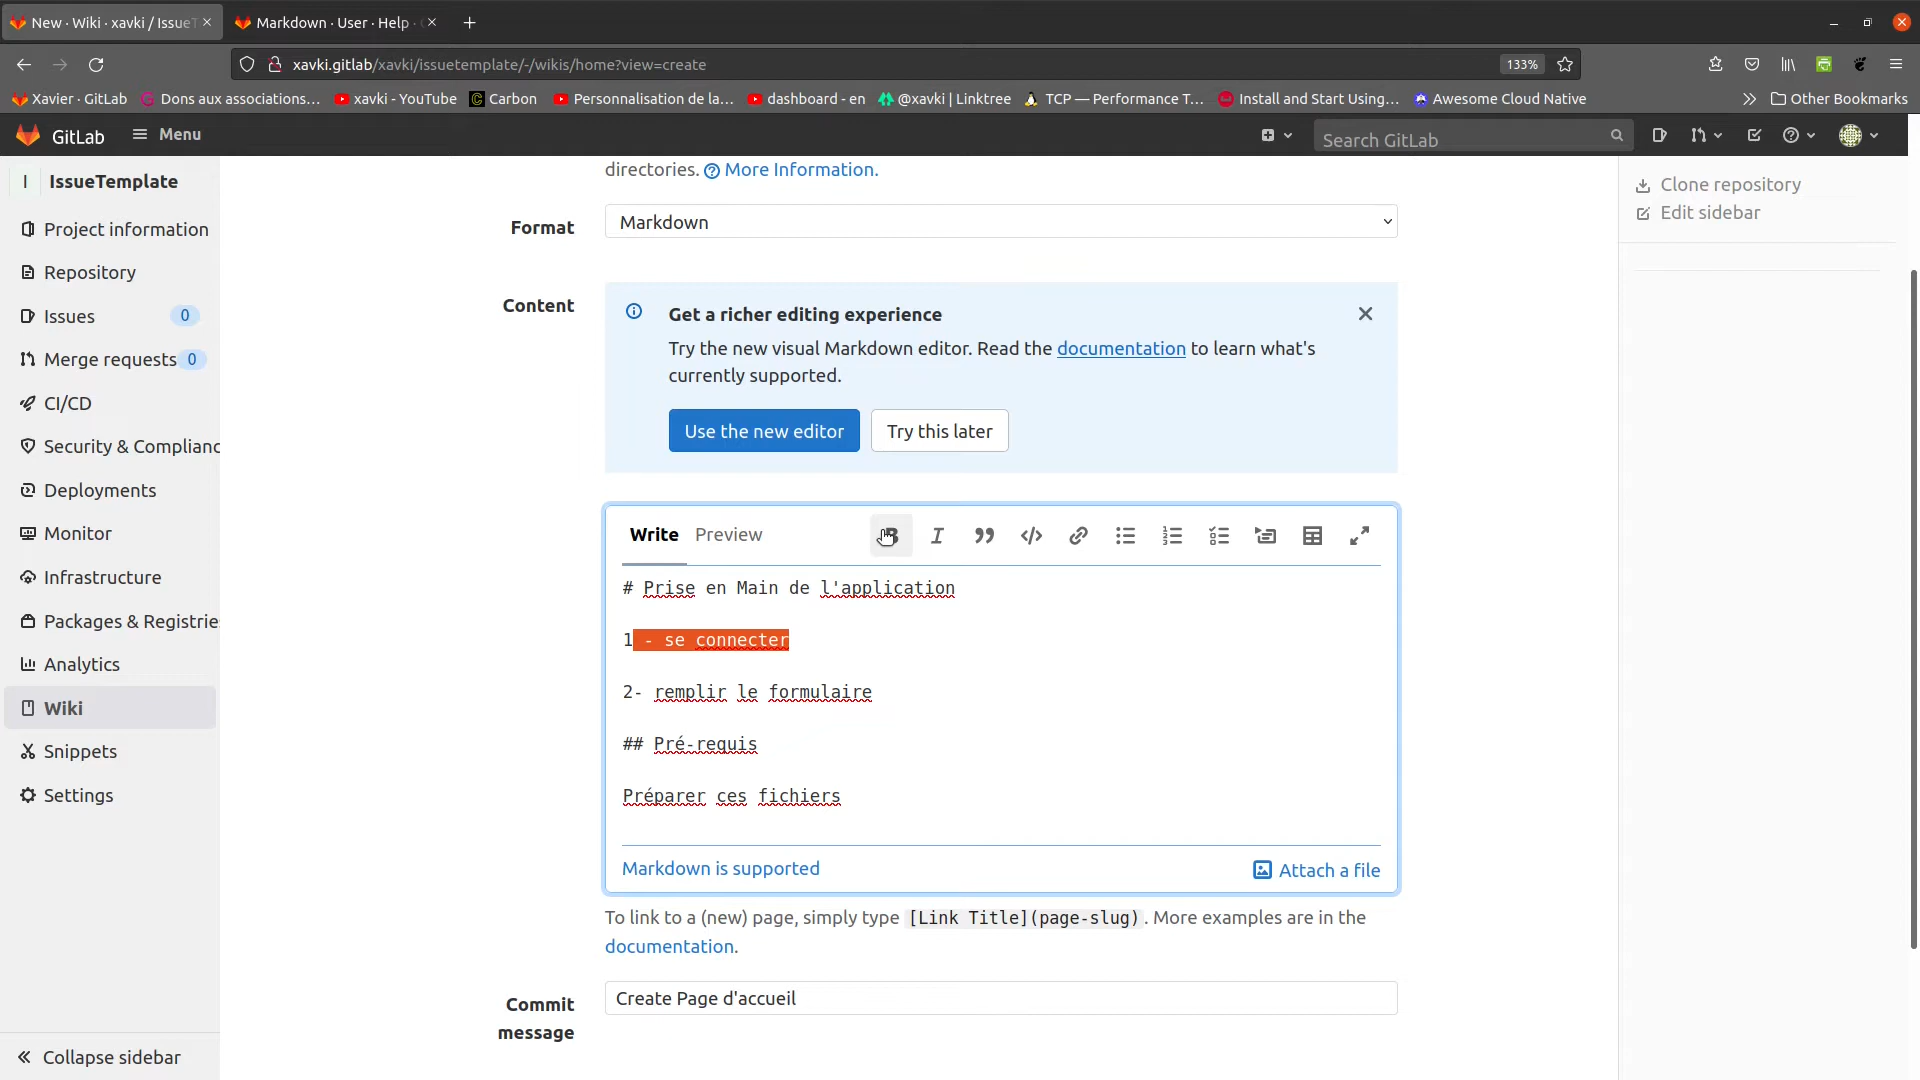 New · Wiki · xavki / IssueT
Markdown · User · Help ·
xavki.gitlab/xavki/issuetemplate/-/wikis/home?view=create
133%
Xavier · GitLab
Dons aux associations…
xavki - YouTube
Carbon
Personnalisation de la…
dashboard - en
@xavki | Linktree
TCP — Performance T…
Install and Start Using…
Awesome Cloud Native
Other Bookmarks
GitLab
Menu
Search GitLab
I IssueTemplate
Project information
Repository
Issues 0
Merge requests 0
CI/CD
Security & Complianc
Deployments
Monitor
Infrastructure
Packages & Registrie
Analytics
Wiki
Snippets
Settings
Collapse sidebar
directories. More Information.
Format
Markdown
Content
Get a richer editing experience
Try the new visual Markdown editor. Read the documentation to learn what's
currently supported.
Use the new editor
Try this later
Write Preview
# Prise en Main de l'application
1 - se connecter
2- remplir le formulaire
## Pré-requis
Préparer ces fichiers
Markdown is supported
Attach a file
To link to a (new) page, simply type [Link Title](page-slug). More examples are in the
documentation.
Commit
message
Create Page d'accueil
Clone repository
Edit sidebar